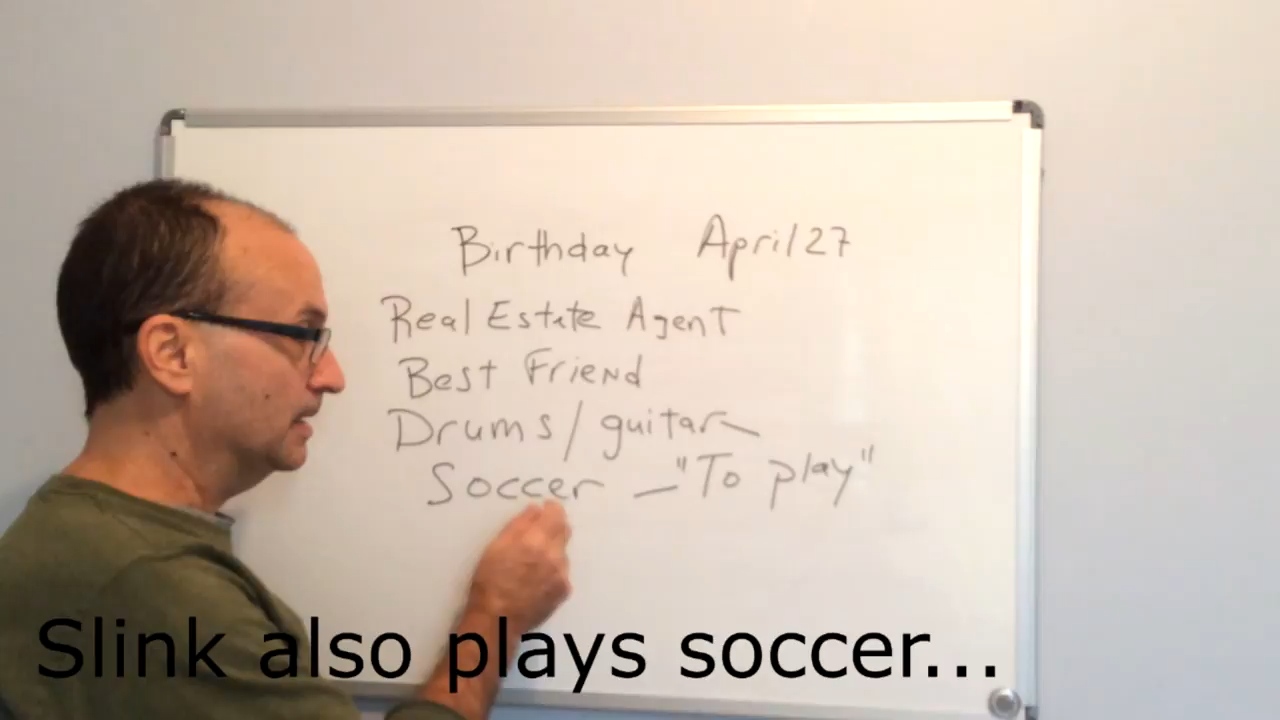 Birthday April 27
Real Estate Agent
Best Friend
Drums/guitar
Soccer - "To play"
Slink also plays soccer...